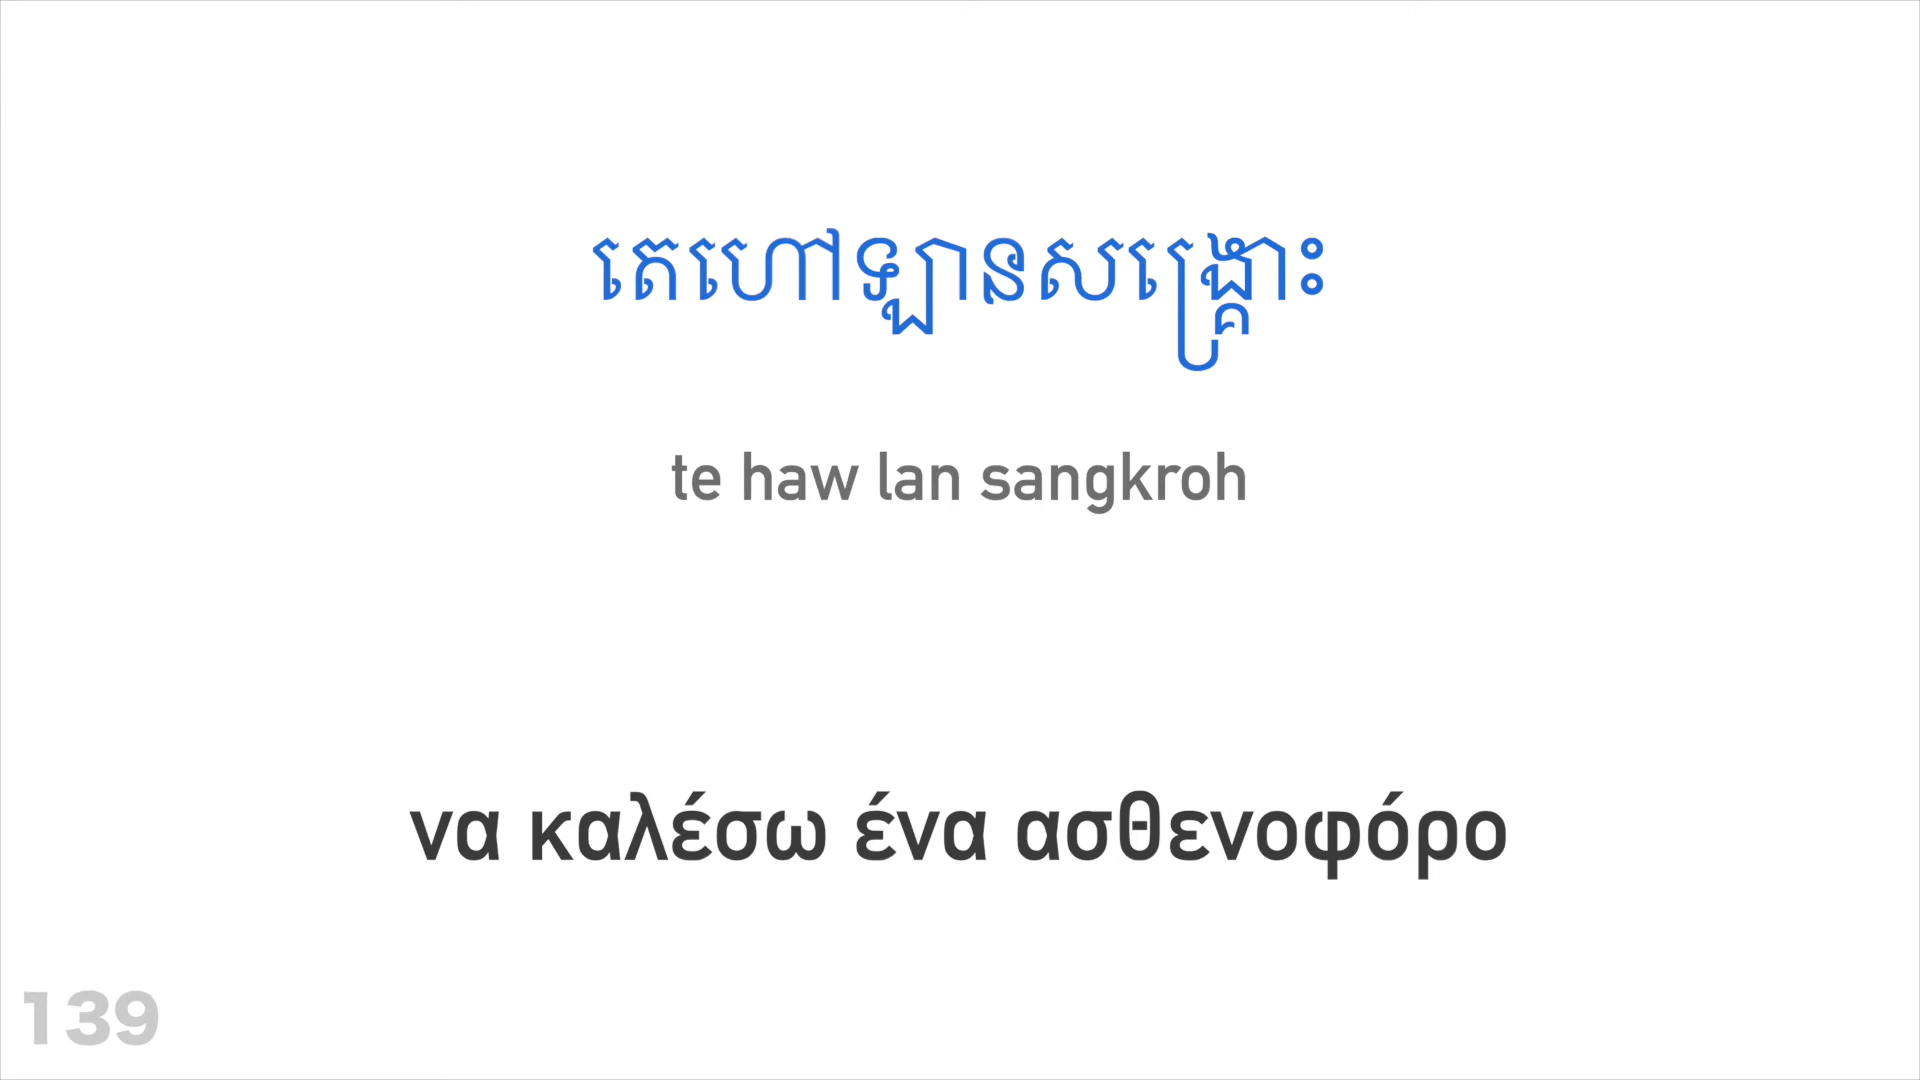 តេហៅឡានសង្គ្រោះ
te haw lan sangkroh
να καλέσω ένα ασθενοφόρο
139